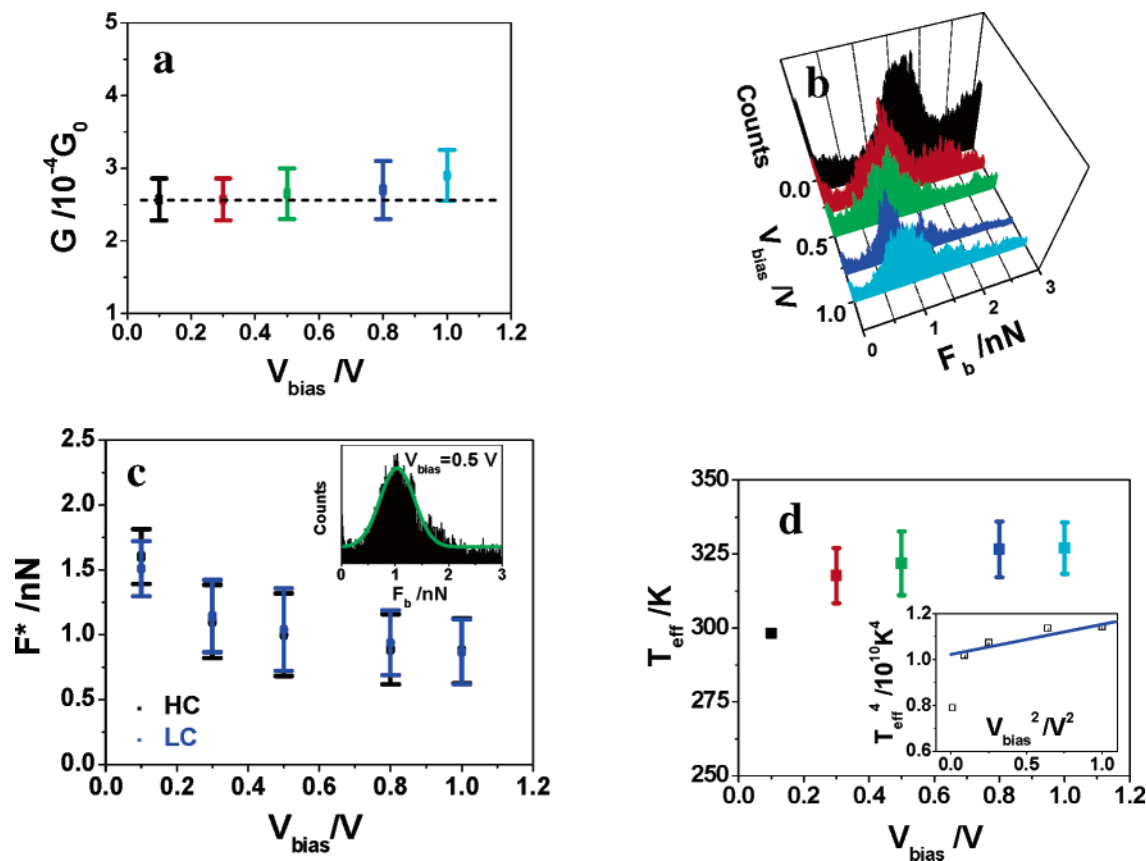 a
G /10⁻⁴G₀
5
4
3
2
1
0.0 0.2 0.4 0.6 0.8 1.0 1.2
V_bias /V
b
Counts
0.0
0.5
1.0
V_bias /V
0 1 2 3
F_b /nN
c
F* /nN
2.5
2.0
1.5
1.0
0.5
0.0
HC
LC
0.0 0.2 0.4 0.6 0.8 1.0 1.2
V_bias/V
V_bias=0.5 V
Counts
0 1 2 3
F_b /nN
d
T_eff /K
350
325
300
275
250
0.0 0.2 0.4 0.6 0.8 1.0 1.2
V_bias /V
T_eff⁴ /10¹⁰K⁴
1.2
1.0
0.8
0.6
V_bias² /V²
0.0 0.5 1.0